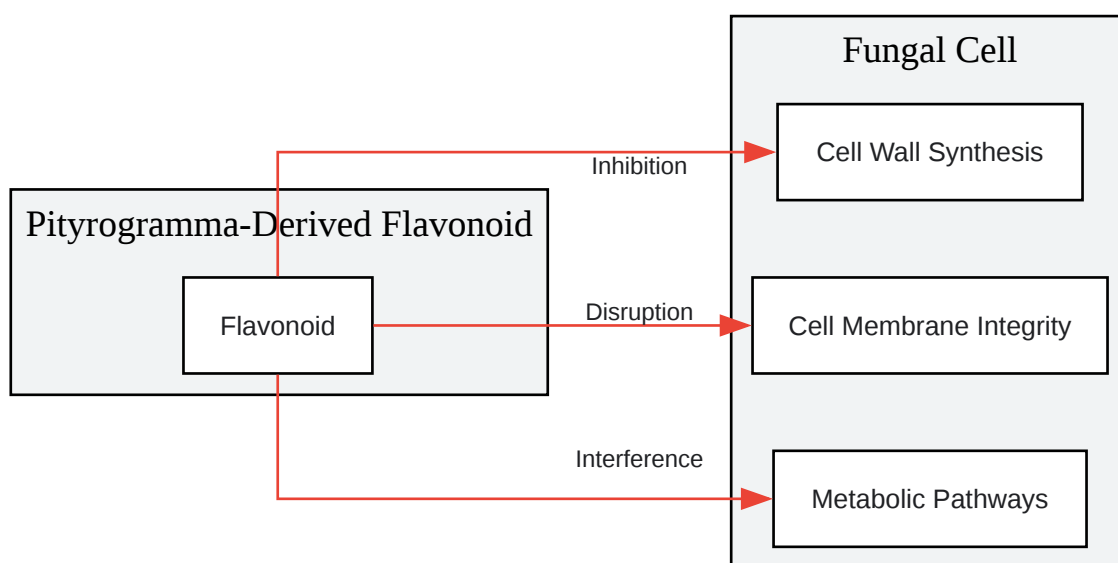 Fungal Cell
Cell Wall Synthesis
Inhibition
Pityrogramma-Derived Flavonoid
Flavonoid
Disruption
Cell Membrane Integrity
Interference
Metabolic Pathways